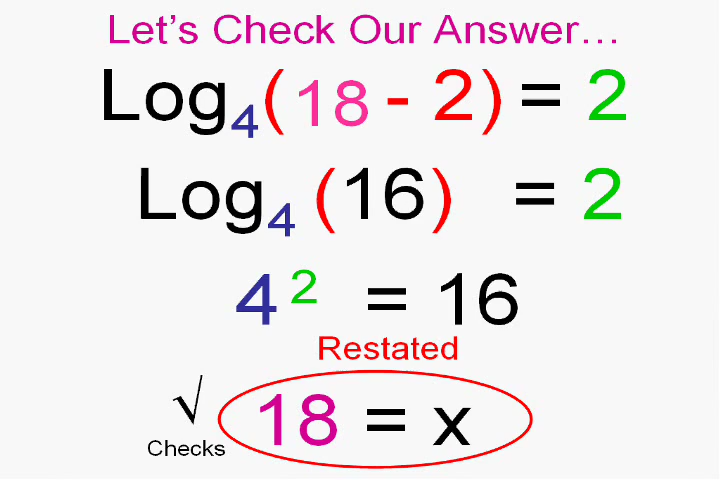 Let's Check Our Answer...
Log₄(18 - 2) = 2
Log₄ (16) = 2
4² = 16
Restated
√ 18 = x
Checks